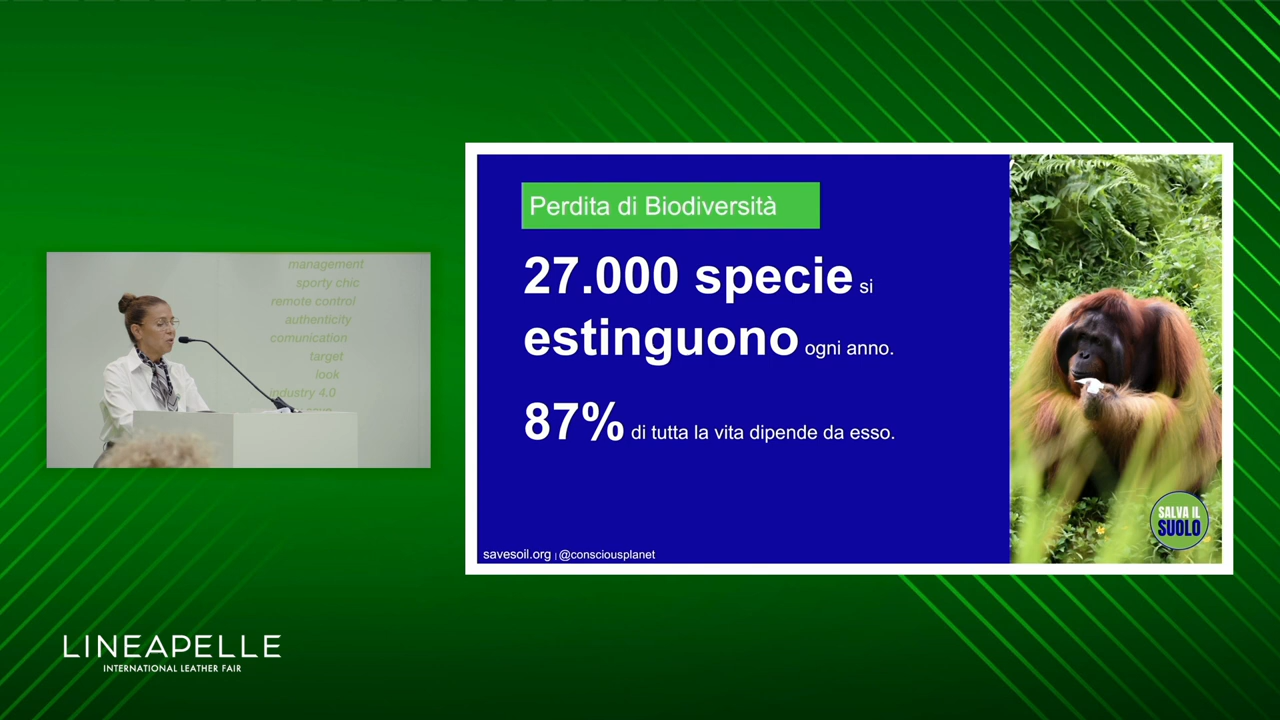 management
sporty chic
remote control
authenticity
comunication
target
look
industry 4.0
Perdita di Biodiversità
27.000 specie si
estinguono ogni anno.
87% di tutta la vita dipende da esso.
SALVA IL
SUOLO
savesoil.org | @consciousplanet
LINEAPELLE
INTERNATIONAL LEATHER FAIR